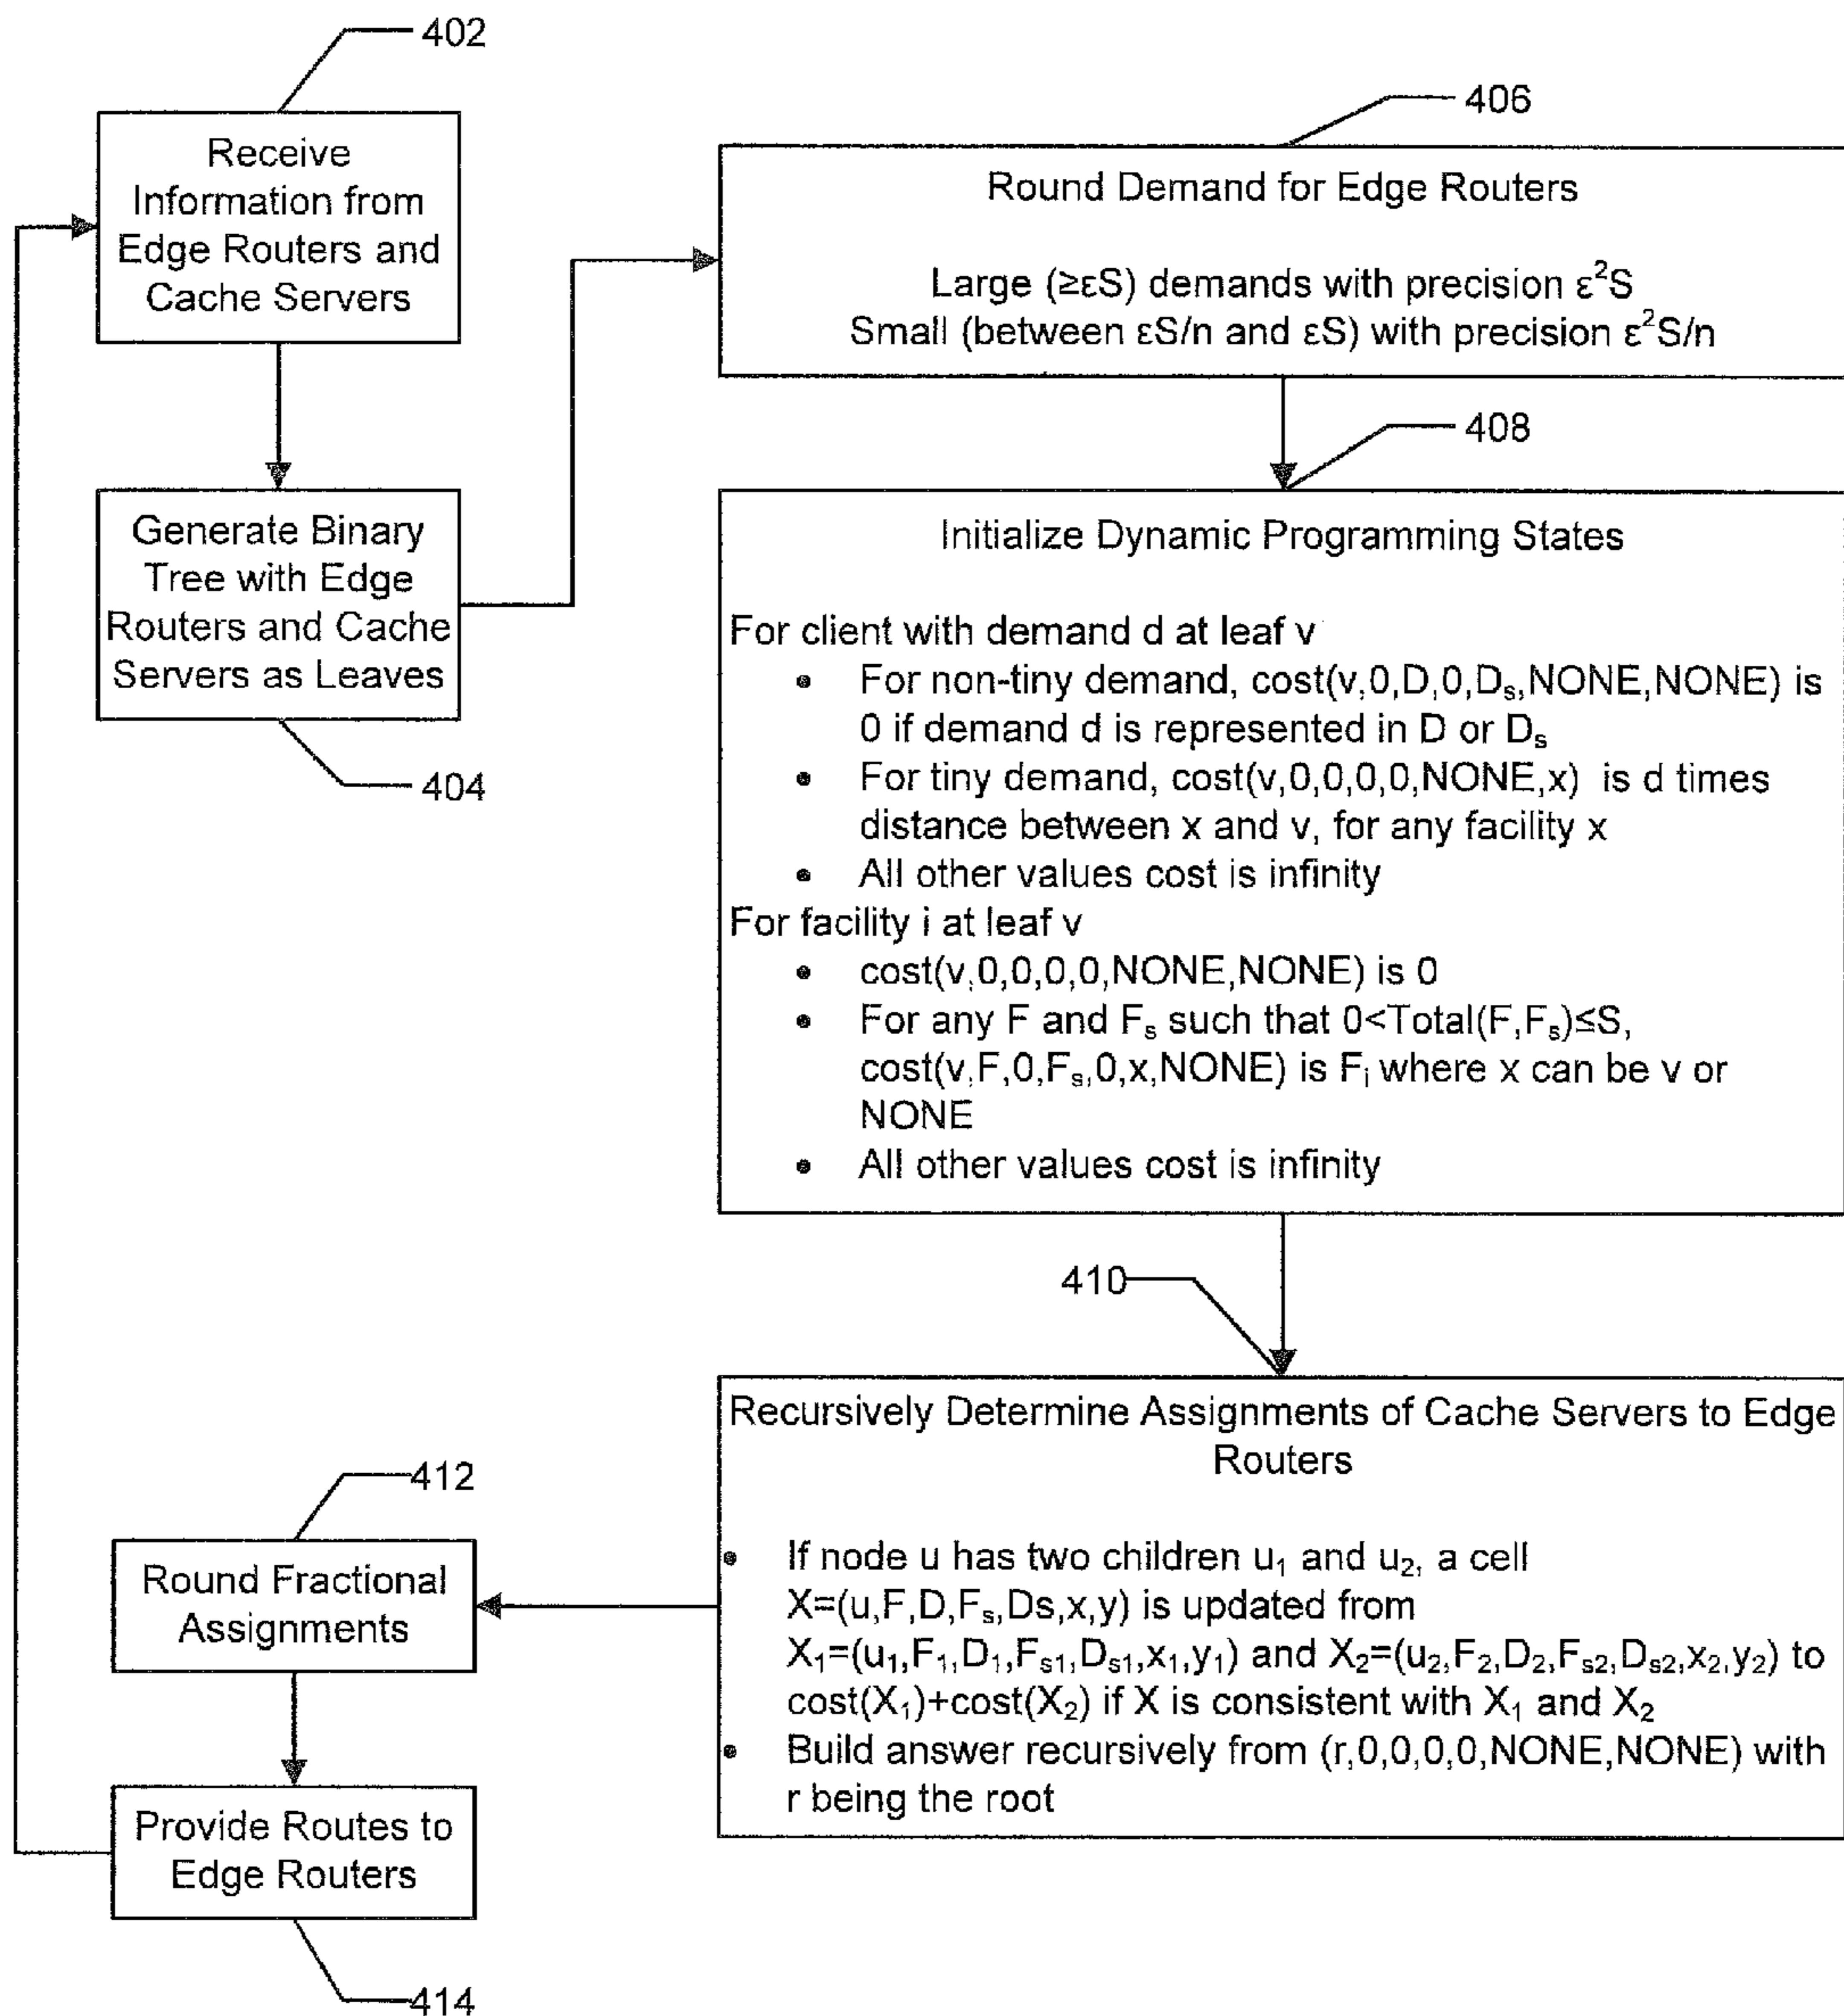 402
Receive
Information from
Edge Routers and
Cache Servers
Generate Binary
Tree with Edge
Routers and Cache
Servers as Leaves
404
406
Round Demand for Edge Routers
Large (≥εS) demands with precision ε²S
Small (between εS/n and εS) with precision ε²S/n
408
Initialize Dynamic Programming States
For client with demand d at leaf v
• For non-tiny demand, cost(v,0,D,0,Dₛ,NONE,NONE) is
0 if demand d is represented in D or Dₛ
• For tiny demand, cost(v,0,0,0,0,NONE,x) is d times
distance between x and v, for any facility x
• All other values cost is infinity
For facility i at leaf v
• cost(v,0,0,0,0,NONE,NONE) is 0
• For any F and Fₛ such that 0<Total(F,Fₛ)≤S,
cost(v,F,0,Fₛ,0,x,NONE) is Fᵢ where x can be v or
NONE
• All other values cost is infinity
410
Recursively Determine Assignments of Cache Servers to Edge
Routers
• If node u has two children u₁ and u₂, a cell
X=(u,F,D,Fₛ,Ds,x,y) is updated from
X₁=(u₁,F₁,D₁,Fₛ₁,Dₛ₁,x₁,y₁) and X₂=(u₂,F₂,D₂,Fₛ₂,Dₛ₂,x₂,y₂) to
cost(X₁)+cost(X₂) if X is consistent with X₁ and X₂
• Build answer recursively from (r,0,0,0,0,NONE,NONE) with
r being the root
412
Round Fractional
Assignments
Provide Routes to
Edge Routers
414